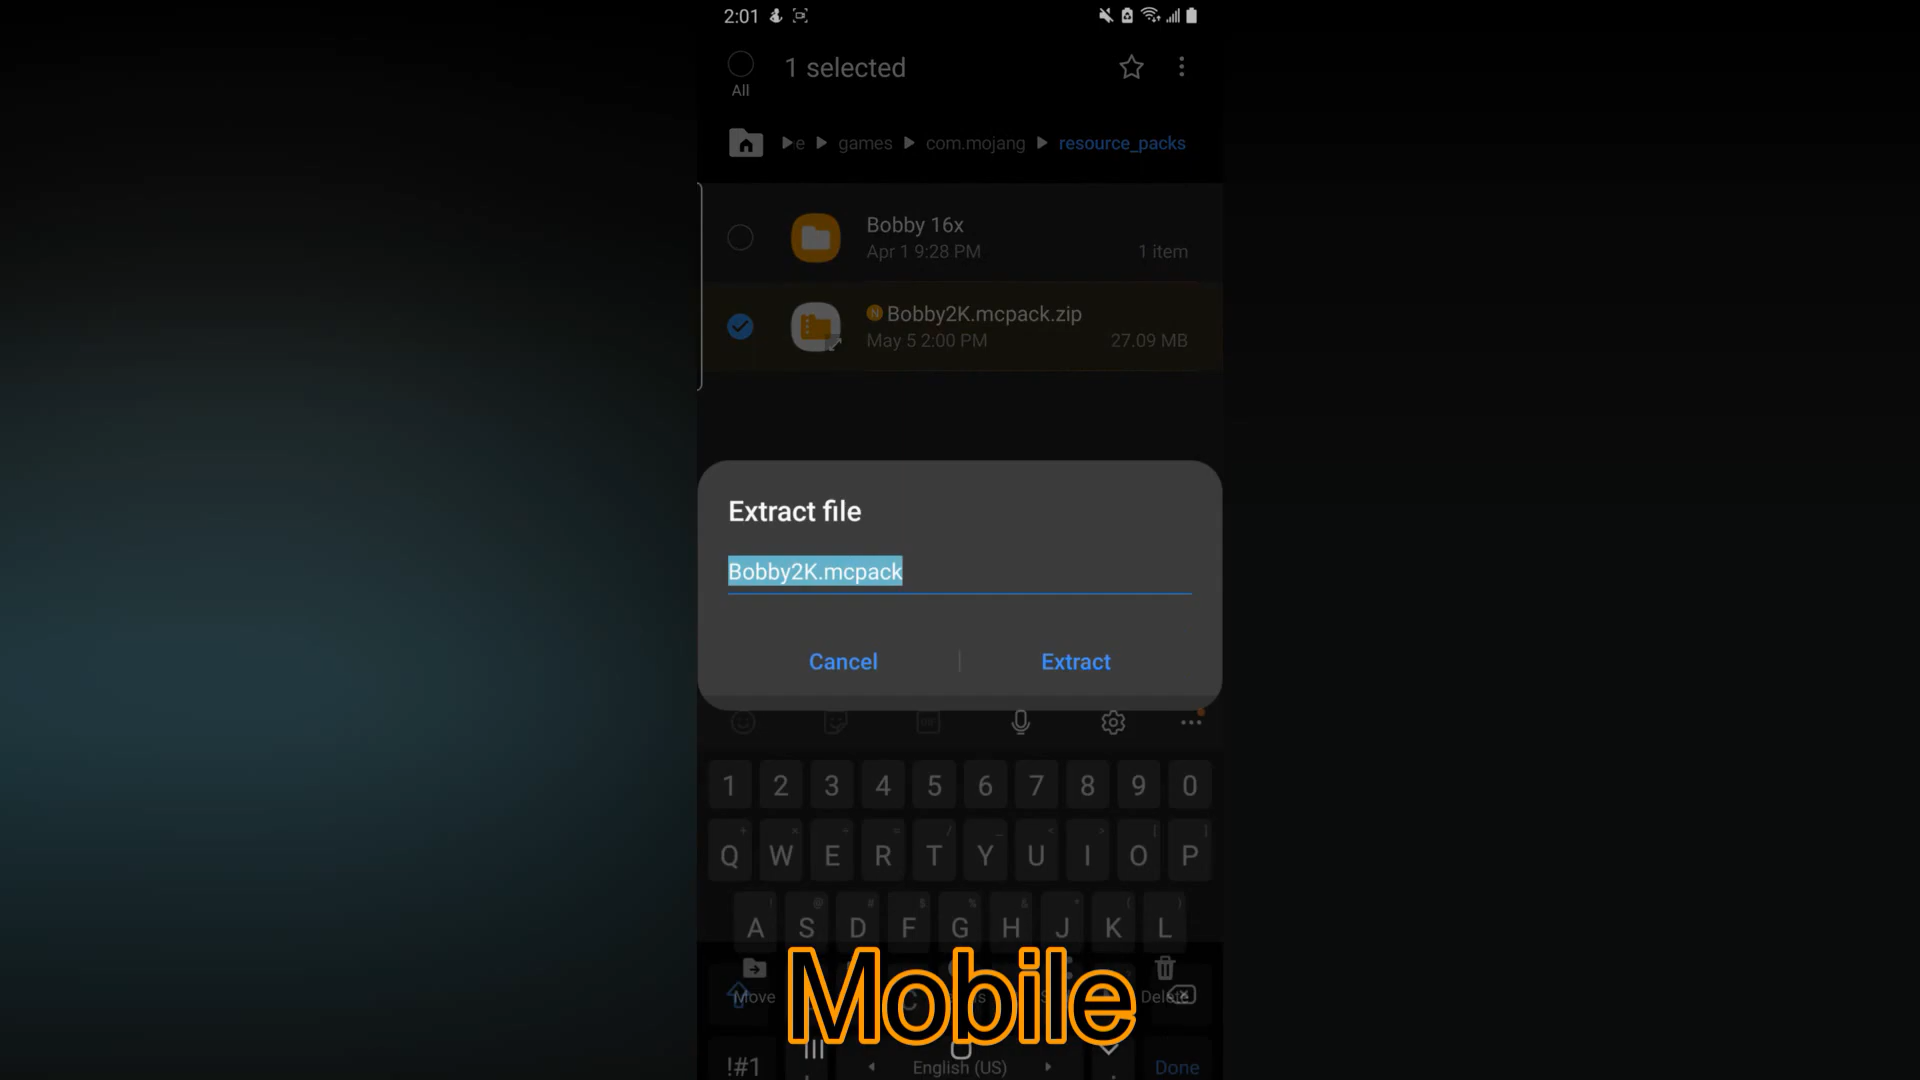 2:01
1 selected
All
e games com.mojang resource_packs
Bobby 16x
Apr 1 9:28 PM 1 item
N Bobby2K.mcpack.zip
May 5 2:00 PM 27.09 MB
Extract file
Bobby2K.mcpack
Cancel Extract
GIF
1 2 3 4 5 6 7 8 9 0
Q W E R T Y U I O P
A S D F G H J K L
Move Delete
Mobile
!#1 English (US) Done